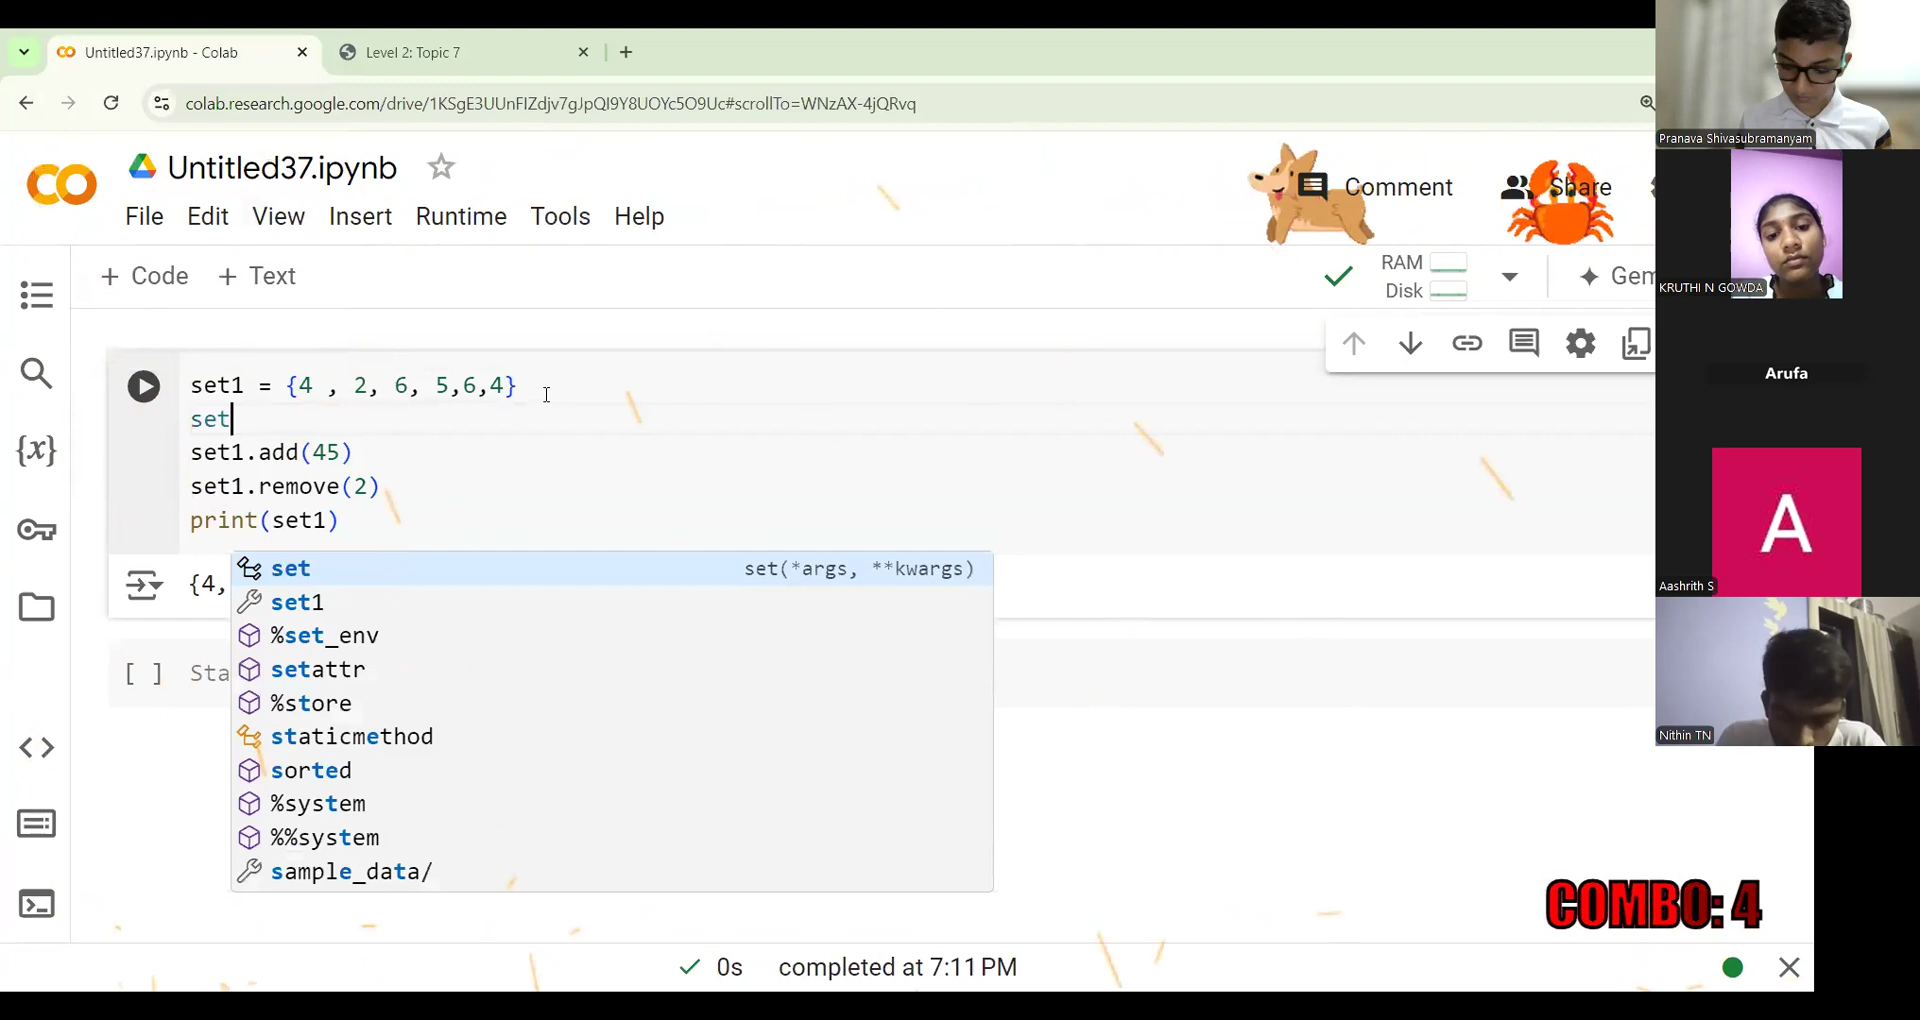 Untitled37.ipynb - Colab
Level 2: Topic 7
colab.research.google.com/drive/1KSgE3UUnFIZdjv7gJpQI9Y8UOYc5O9Uc#scrollTo=WNzAX-4jQRvq
Untitled37.ipynb
Comment
Share
File Edit View Insert Runtime Tools Help
+ Code + Text
RAM
Disk
Gem
set1 = {4 , 2, 6, 5,6,4}
set
set1.add(45)
set1.remove(2)
print(set1)
{4,
set set(*args, **kwargs)
set1
%set_env
setattr
%store
staticmethod
sorted
%system
%%system
sample_data/
[ ] Sta
{x}
0s completed at 7:11 PM
COMBO: 4
Pranava Shivasubramanyam
KRUTHI N GOWDA
Arufa
A
Aashrith S
Nithin TN